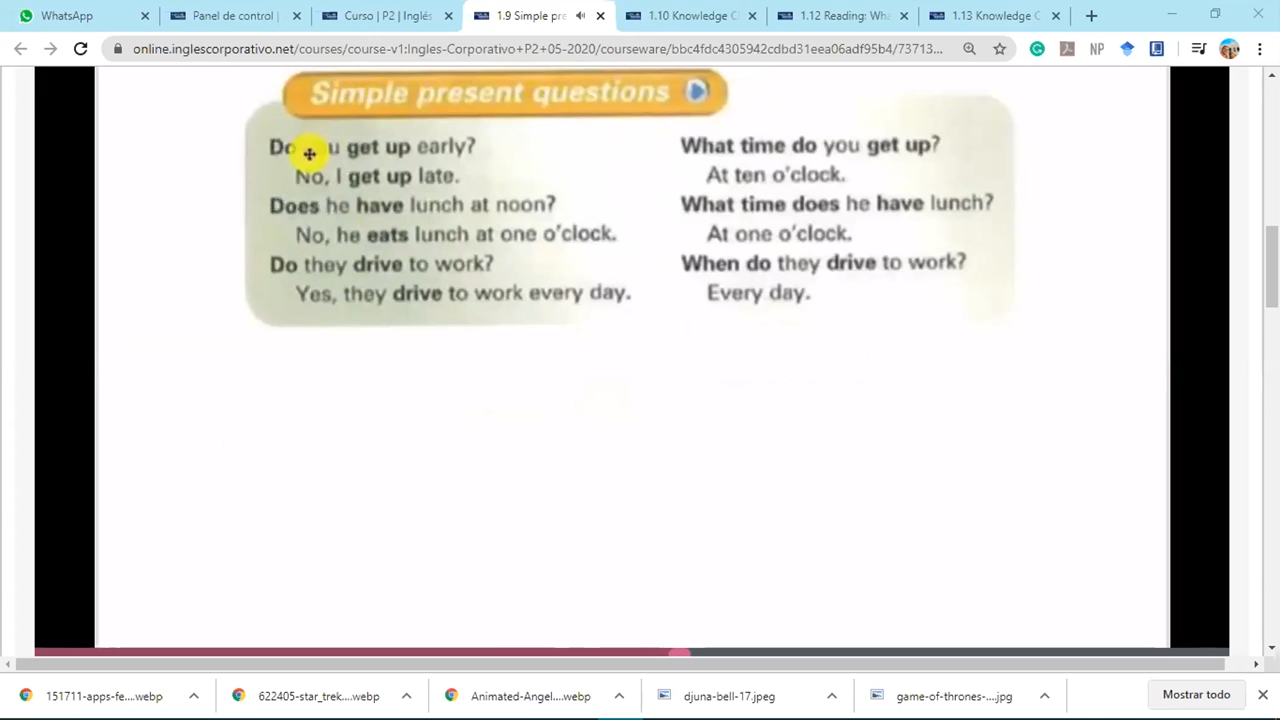 WhatsApp
Panel de control |
Curso | P2 | Inglés
1.9 Simple pre
1.10 Knowledge C
1.12 Reading: Wha
1.13 Knowledge C
online.inglescorporativo.net/courses/course-v1:Ingles-Corporativo+P2+05-2020/courseware/bbc4fdc4305942cdbd31eea06adf95b4/73713...
NP
Simple present questions
Do get up early?
No, I get up late.
Does he have lunch at noon?
No, he eats lunch at one o'clock.
Do they drive to work?
Yes, they drive to work every day.
What time do you get up?
At ten o'clock.
What time does he have lunch?
At one o'clock.
When do they drive to work?
Every day.
151711-apps-fe....webp
622405-star_trek....webp
Animated-Angel....webp
djuna-bell-17.jpeg
game-of-thrones-....jpg
Mostrar todo